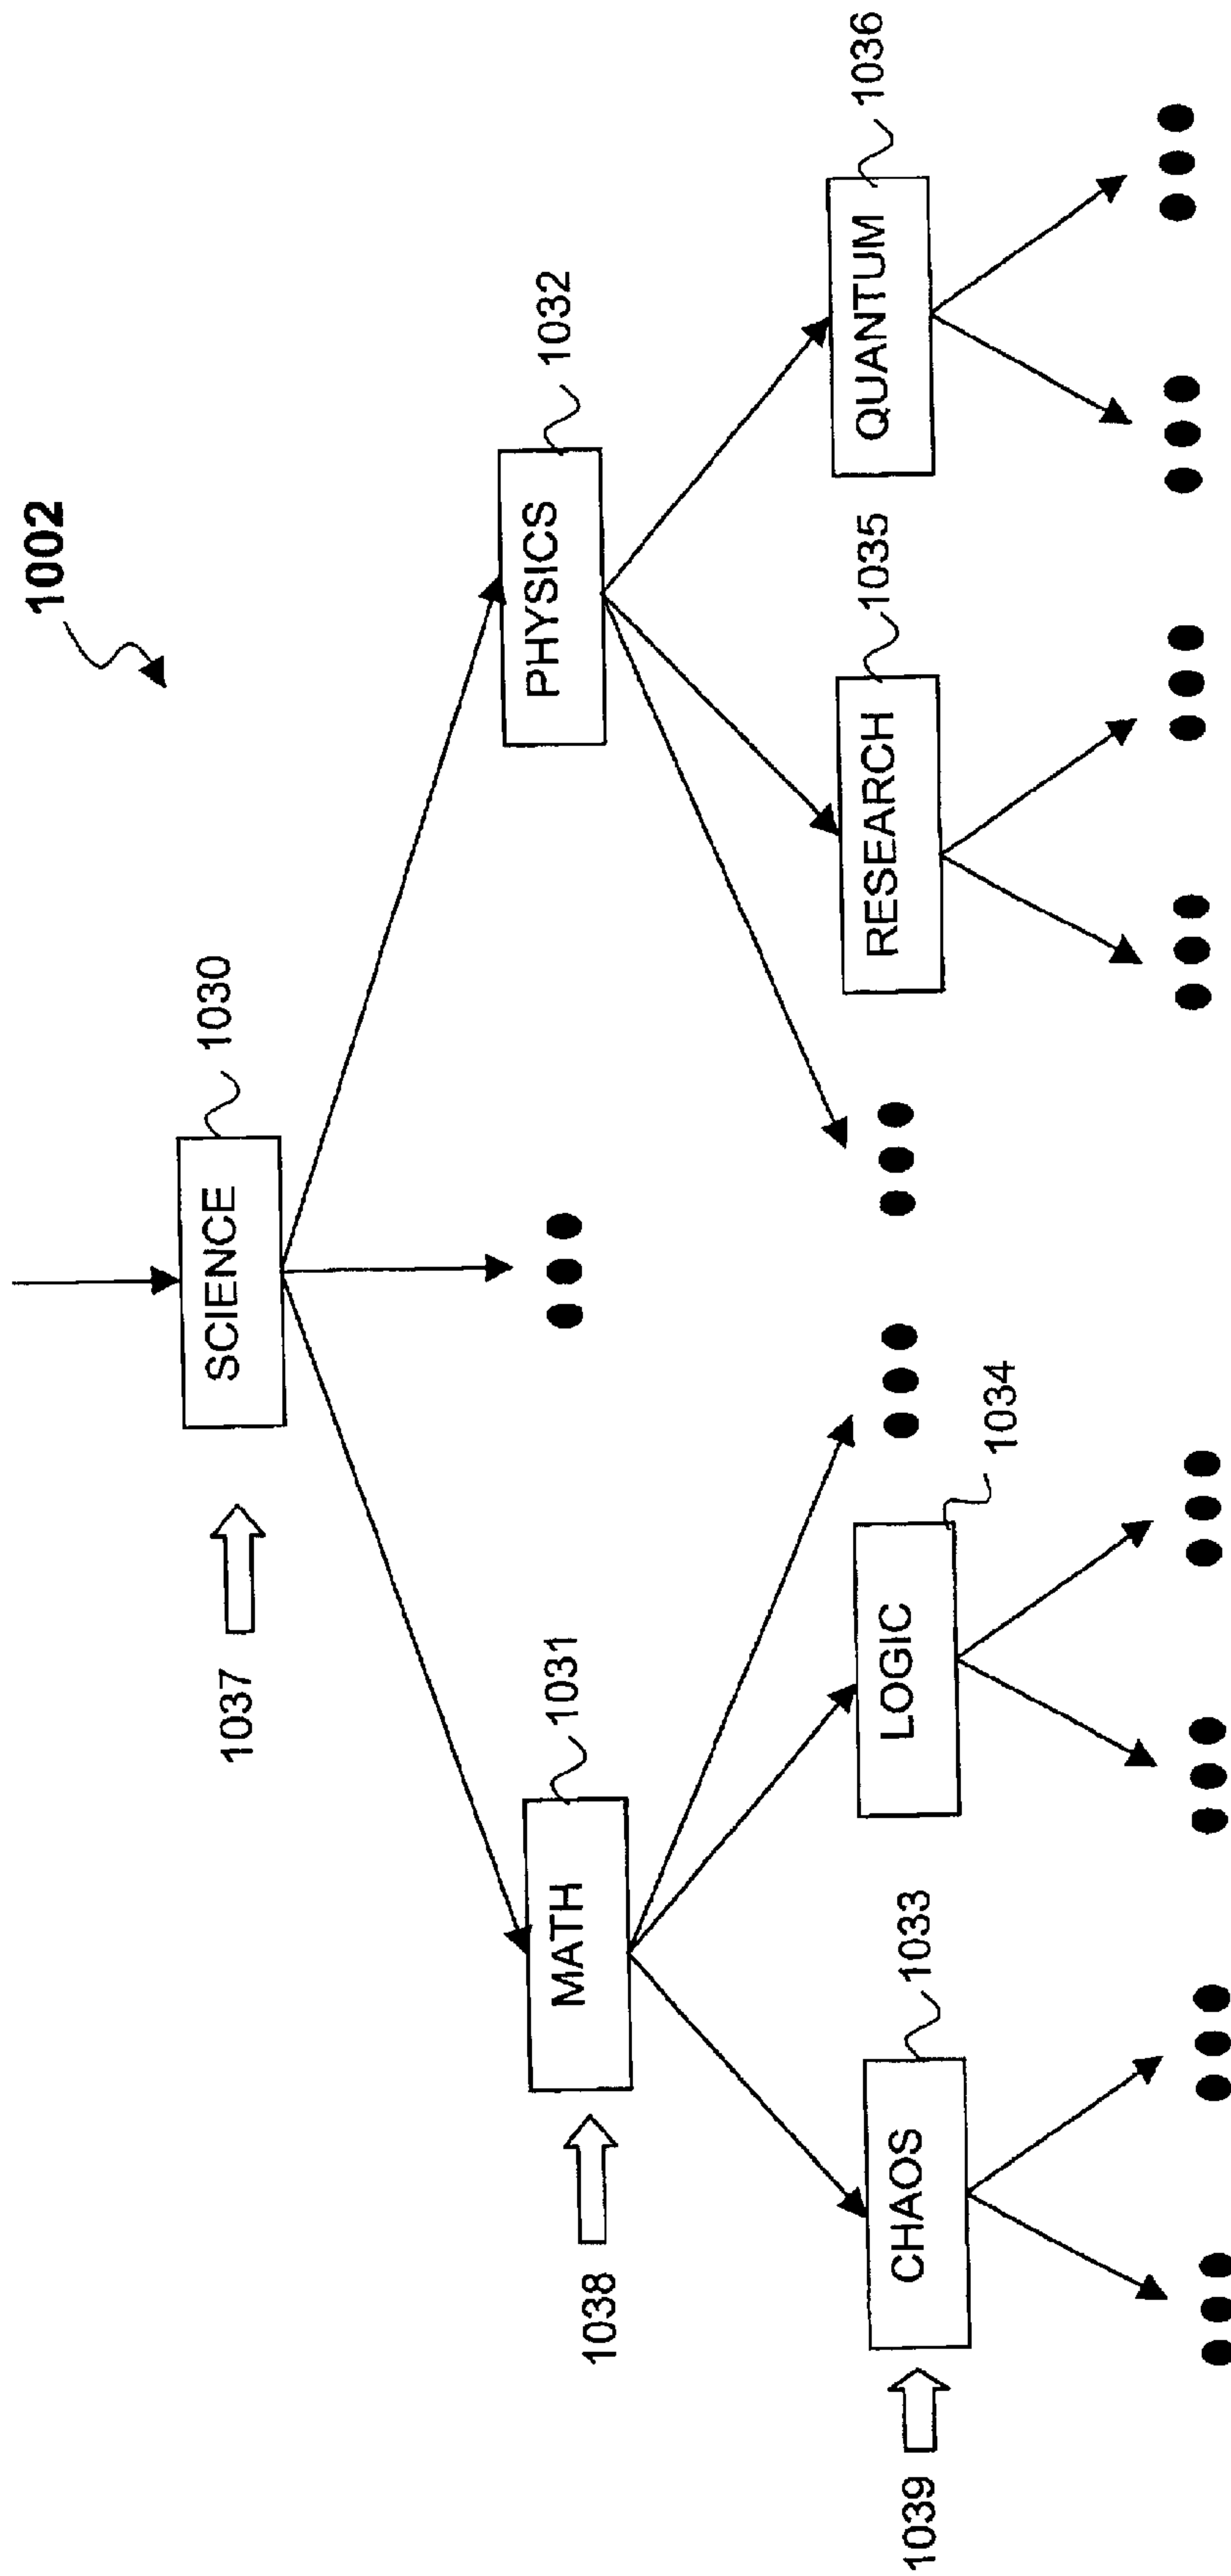 1002
SCIENCE
1030
1037
MATH
1031
1038
PHYSICS
1032
CHAOS
1033
1039
LOGIC
1034
RESEARCH
1035
QUANTUM
1036